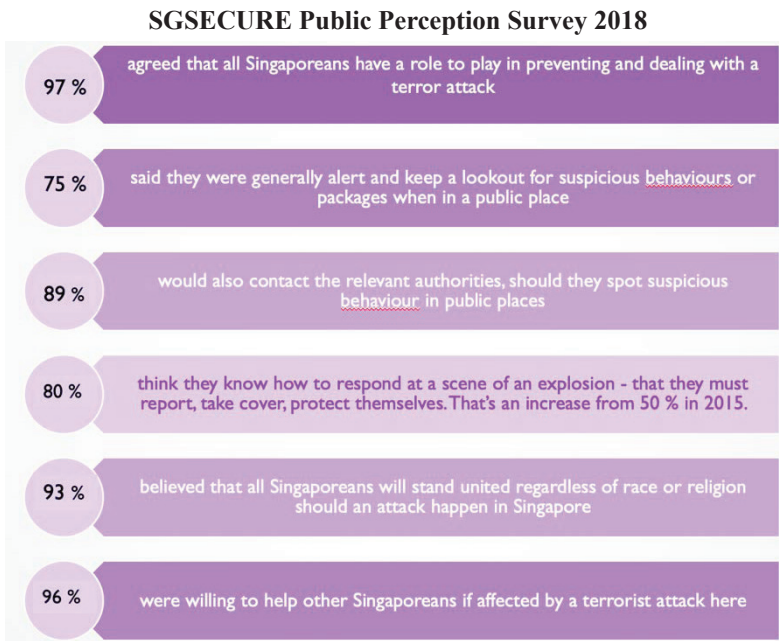 SGSECURE Public Perception Survey 2018
97 %
agreed that all Singaporeans have a role to play in preventing and dealing with a
terror attack
75 %
said they were generally alert and keep a lookout for suspicious behaviours or
packages when in a public place
89 %
would also contact the relevant authorities, should they spot suspicious
behaviour in public places
80 %
think they know how to respond at a scene of an explosion - that they must
report, take cover, protect themselves. That's an increase from 50 % in 2015.
93 %
believed that all Singaporeans will stand united regardless of race or religion
should an attack happen in Singapore
96 %
were willing to help other Singaporeans if affected by a terrorist attack here